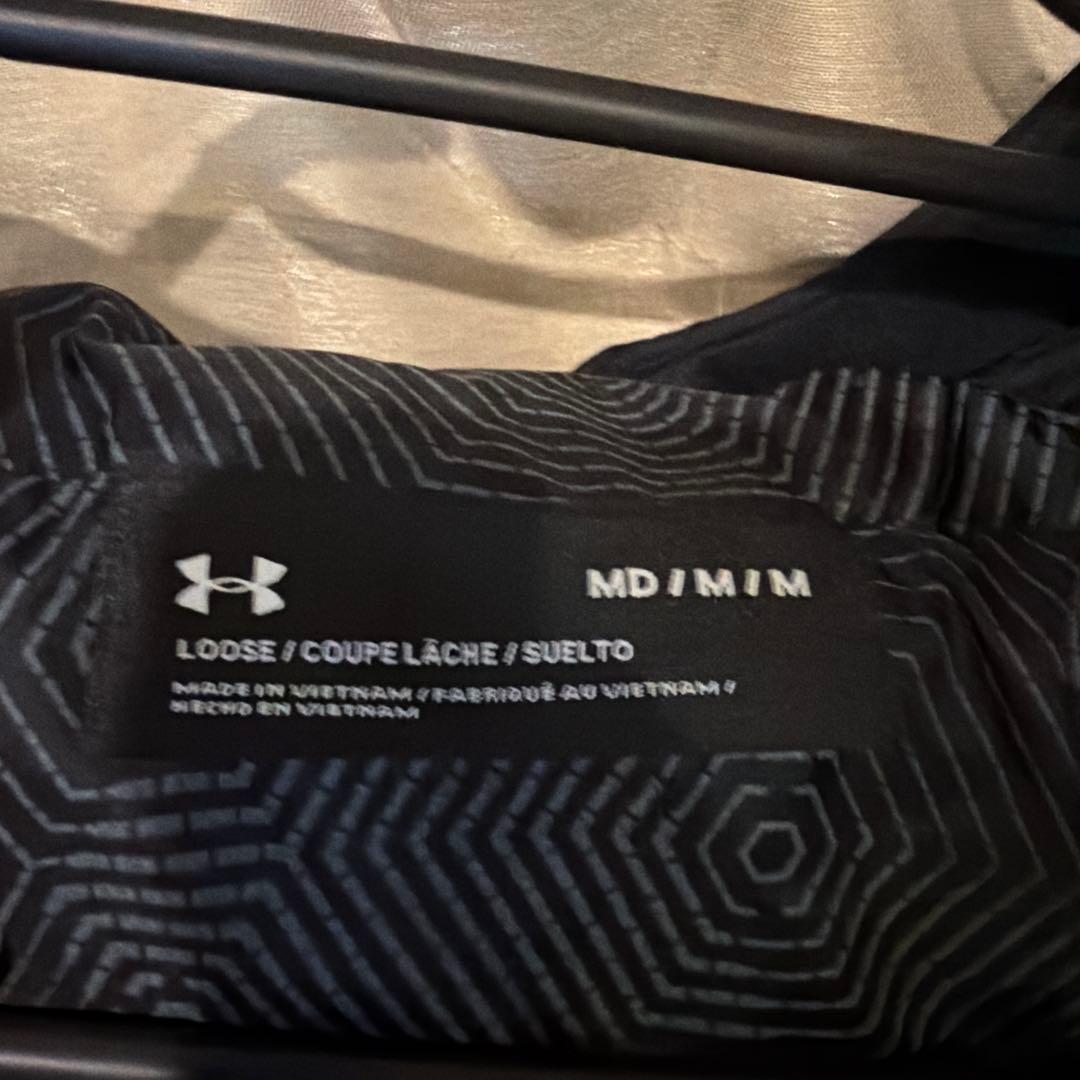 MD / M / M
LOOSE / COUPE LÂCHE / SUELTO
MADE IN VIETNAM / FABRIQUÉ AU VIETNAM /
HECHO EN VIETNAM